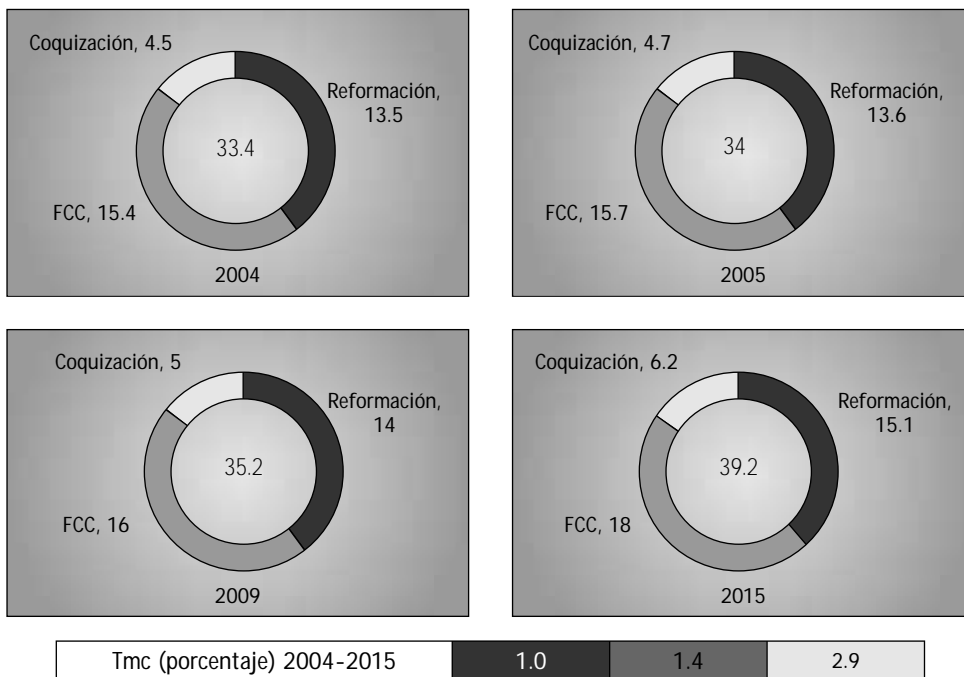 Coquización, 4.5
Reformación,
13.5
33.4
FCC, 15.4
2004
Coquización, 4.7
Reformación,
13.6
34
FCC, 15.7
2005
Coquización, 5
Reformación,
14
35.2
FCC, 16
2009
Coquización, 6.2
Reformación,
15.1
39.2
FCC, 18
2015
Tmc (porcentaje) 2004-2015 1.0 1.4 2.9